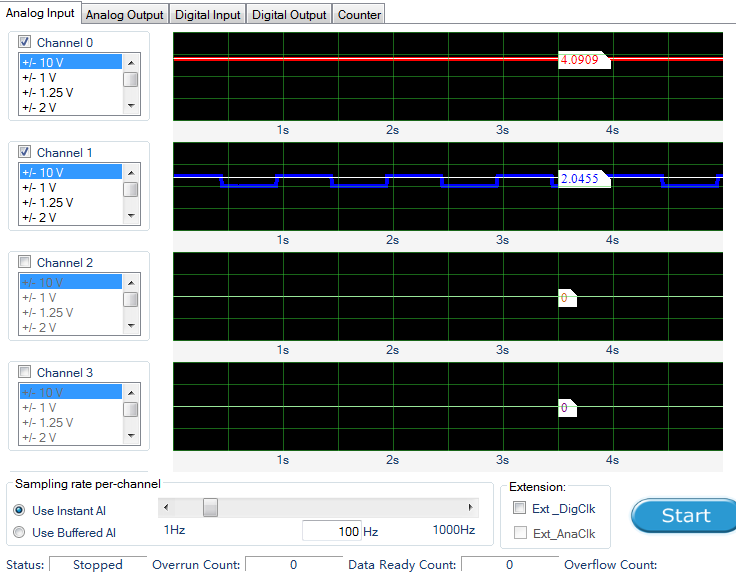 Analog Input Analog Output Digital Input Digital Output Counter
Channel 0
+/- 10 V
+/- 1 V
+/- 1.25 V
+/- 2 V
4.0909
1s 2s 3s 4s
Channel 1
+/- 10 V
+/- 1 V
+/- 1.25 V
+/- 2 V
2.0455
1s 2s 3s 4s
Channel 2
+/- 10 V
+/- 1 V
+/- 1.25 V
+/- 2 V
0
1s 2s 3s 4s
Channel 3
+/- 10 V
+/- 1 V
+/- 1.25 V
+/- 2 V
0
1s 2s 3s 4s
Sampling rate per-channel
Use Instant AI
Use Buffered AI
1Hz 100 Hz 1000Hz
Extension:
Ext_DigClk
Ext_AnaClk
Start
Status: Stopped Overrun Count: 0 Data Ready Count: 0 Overflow Count: